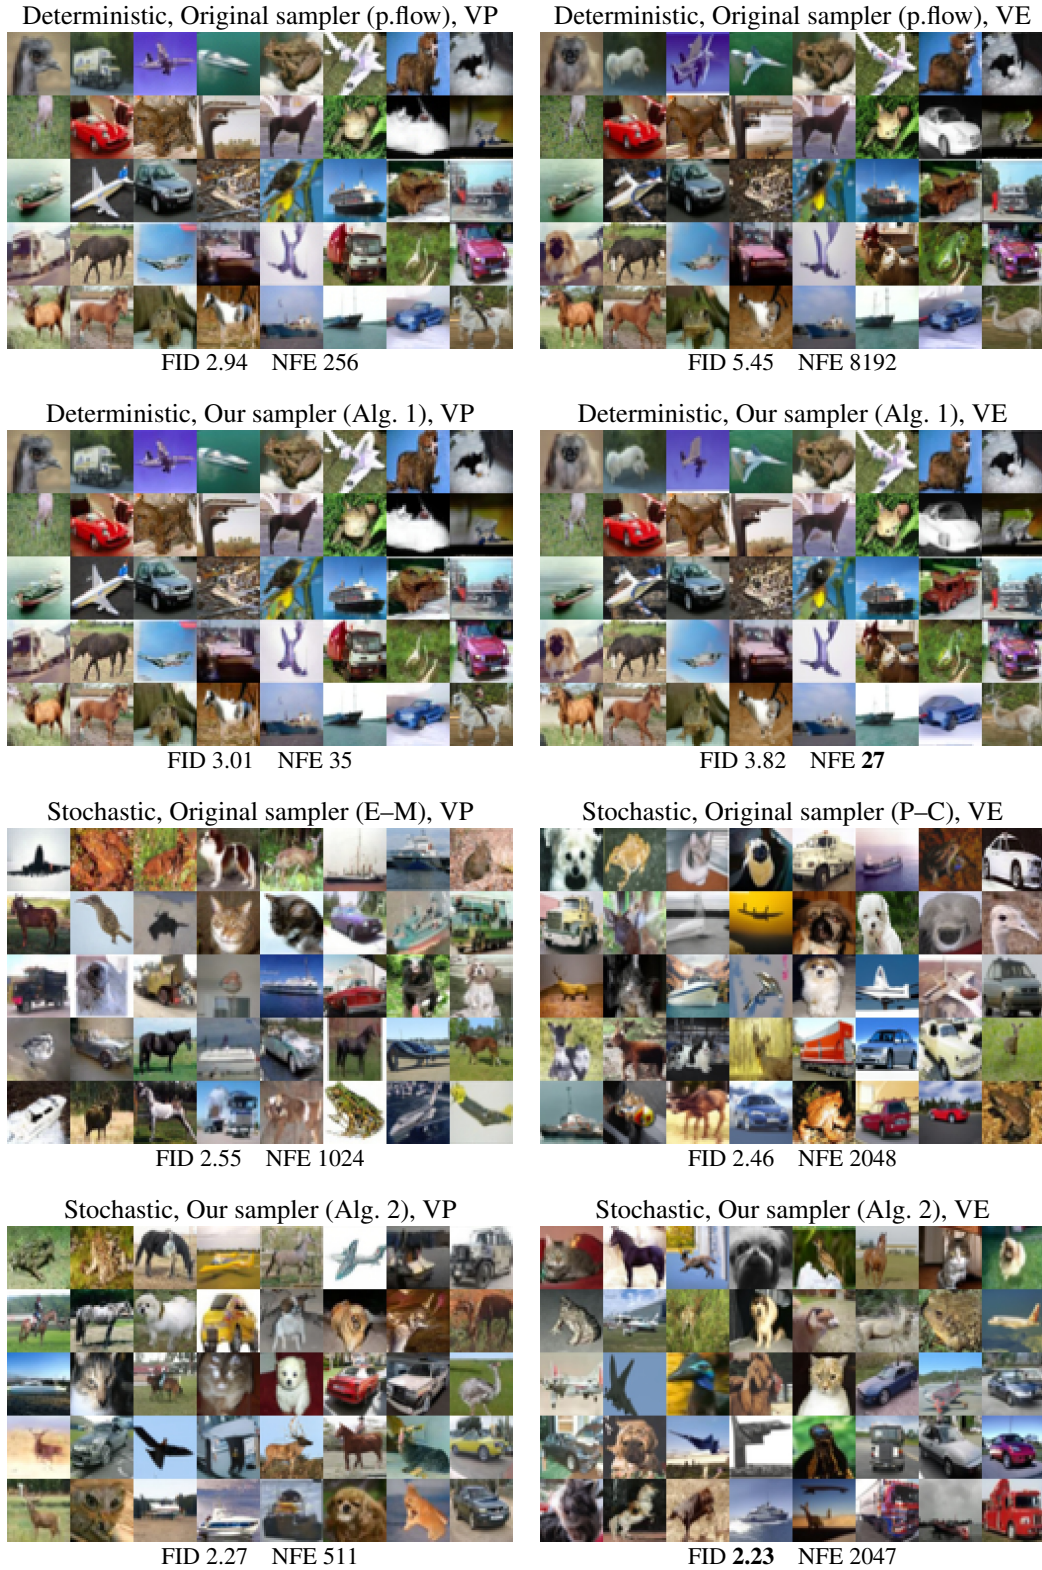 Deterministic, Original sampler (p.flow), VP
Deterministic, Original sampler (p.flow), VE
FID 2.94 NFE 256
FID 5.45 NFE 8192
Deterministic, Our sampler (Alg. 1), VP
Deterministic, Our sampler (Alg. 1), VE
FID 3.01 NFE 35
FID 3.82 NFE 27
Stochastic, Original sampler (E–M), VP
Stochastic, Original sampler (P–C), VE
FID 2.55 NFE 1024
FID 2.46 NFE 2048
Stochastic, Our sampler (Alg. 2), VP
Stochastic, Our sampler (Alg. 2), VE
FID 2.27 NFE 511
FID 2.23 NFE 2047